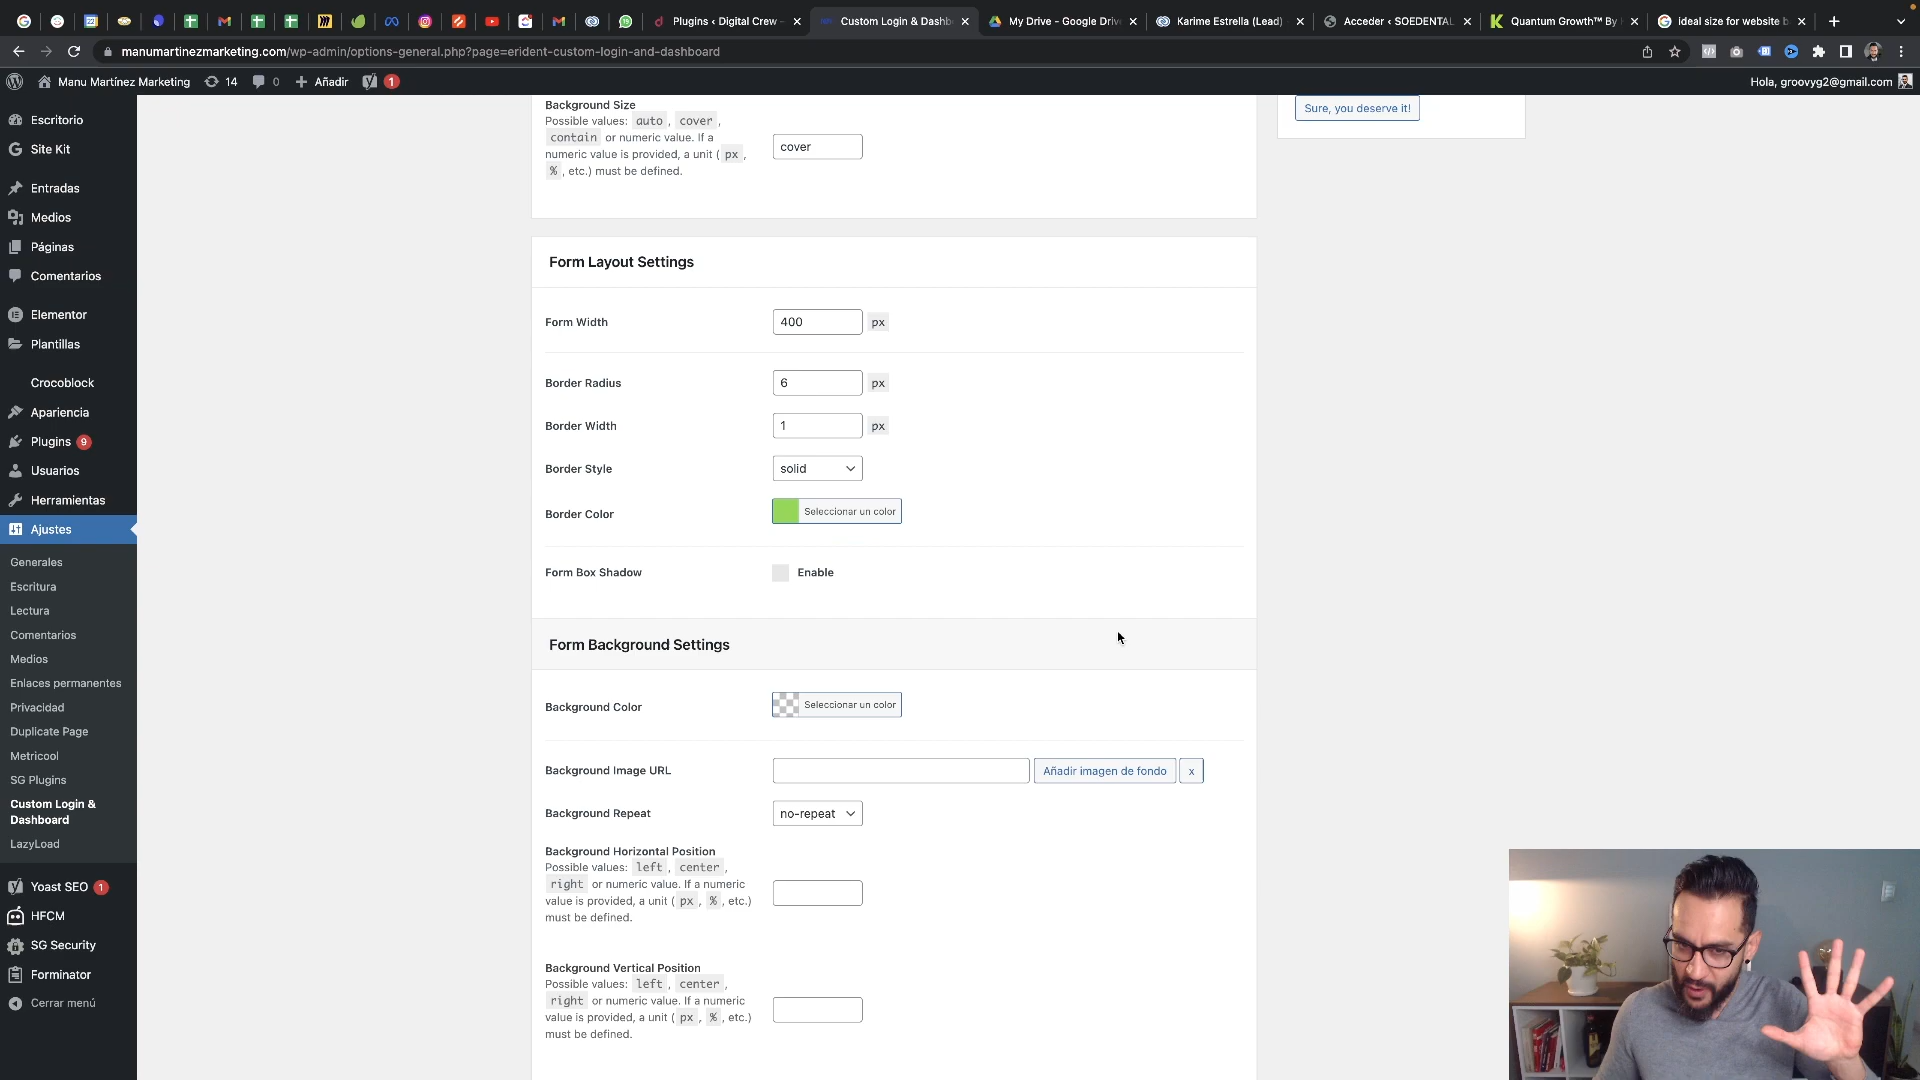 Plugins ‹ Digital Crew –
Custom Login & Dashb
My Drive - Google Driv
Karime Estrella (Lead)
Acceder ‹ SOEDENTAL
Quantum Growth™ By
ideal size for website b
manumartinezmarketing.com/wp-admin/options-general.php?page=erident-custom-login-and-dashboard
Manu Martínez Marketing 14 0 Añadir 1
Hola, groovyg2@gmail.com
Escritorio
Site Kit
Entradas
Medios
Páginas
Comentarios
Elementor
Plantillas
Crocoblock
Apariencia
Plugins 9
Usuarios
Herramientas
Ajustes
Generales
Escritura
Lectura
Comentarios
Medios
Enlaces permanentes
Privacidad
Duplicate Page
Metricool
SG Plugins
Custom Login &
Dashboard
LazyLoad
Yoast SEO 1
HFCM
SG Security
Forminator
Cerrar menú
Background Size
Possible values: auto , cover ,
contain or numeric value. If a
numeric value is provided, a unit ( px ,
% , etc.) must be defined.
cover
Sure, you deserve it!
Form Layout Settings
Form Width 400 px
Border Radius 6 px
Border Width 1 px
Border Style solid
Border Color Seleccionar un color
Form Box Shadow Enable
Form Background Settings
Background Color Seleccionar un color
Background Image URL Añadir imagen de fondo x
Background Repeat no-repeat
Background Horizontal Position
Possible values: left , center ,
right or numeric value. If a numeric
value is provided, a unit ( px , % , etc.)
must be defined.
Background Vertical Position
Possible values: left , center ,
right or numeric value. If a numeric
value is provided, a unit ( px , % , etc.)
must be defined.